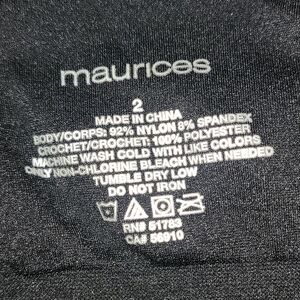 maurices
2
MADE IN CHINA
BODY/CORPS: 92% NYLON 8% SPANDEX
CROCHET/CROCHET: 100% POLYESTER
MACHINE WASH COLD WITH LIKE COLORS
ONLY NON-CHLORINE BLEACH WHEN NEEDED
TUMBLE DRY LOW
DO NOT IRON
RN# 51783
CA# 56910